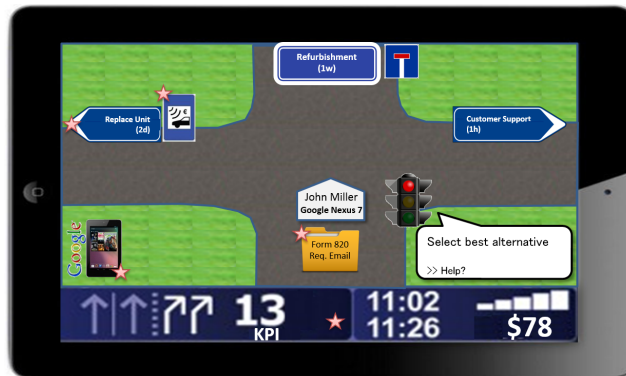 Refurbishment
(1w)
Replace Unit
(2d)
€
Customer Support
(1h)
John Miller
Google Nexus 7
Form 820
Req. Email
Google
Select best alternative
>> Help?
13
KPI
11:02
11:26
$78